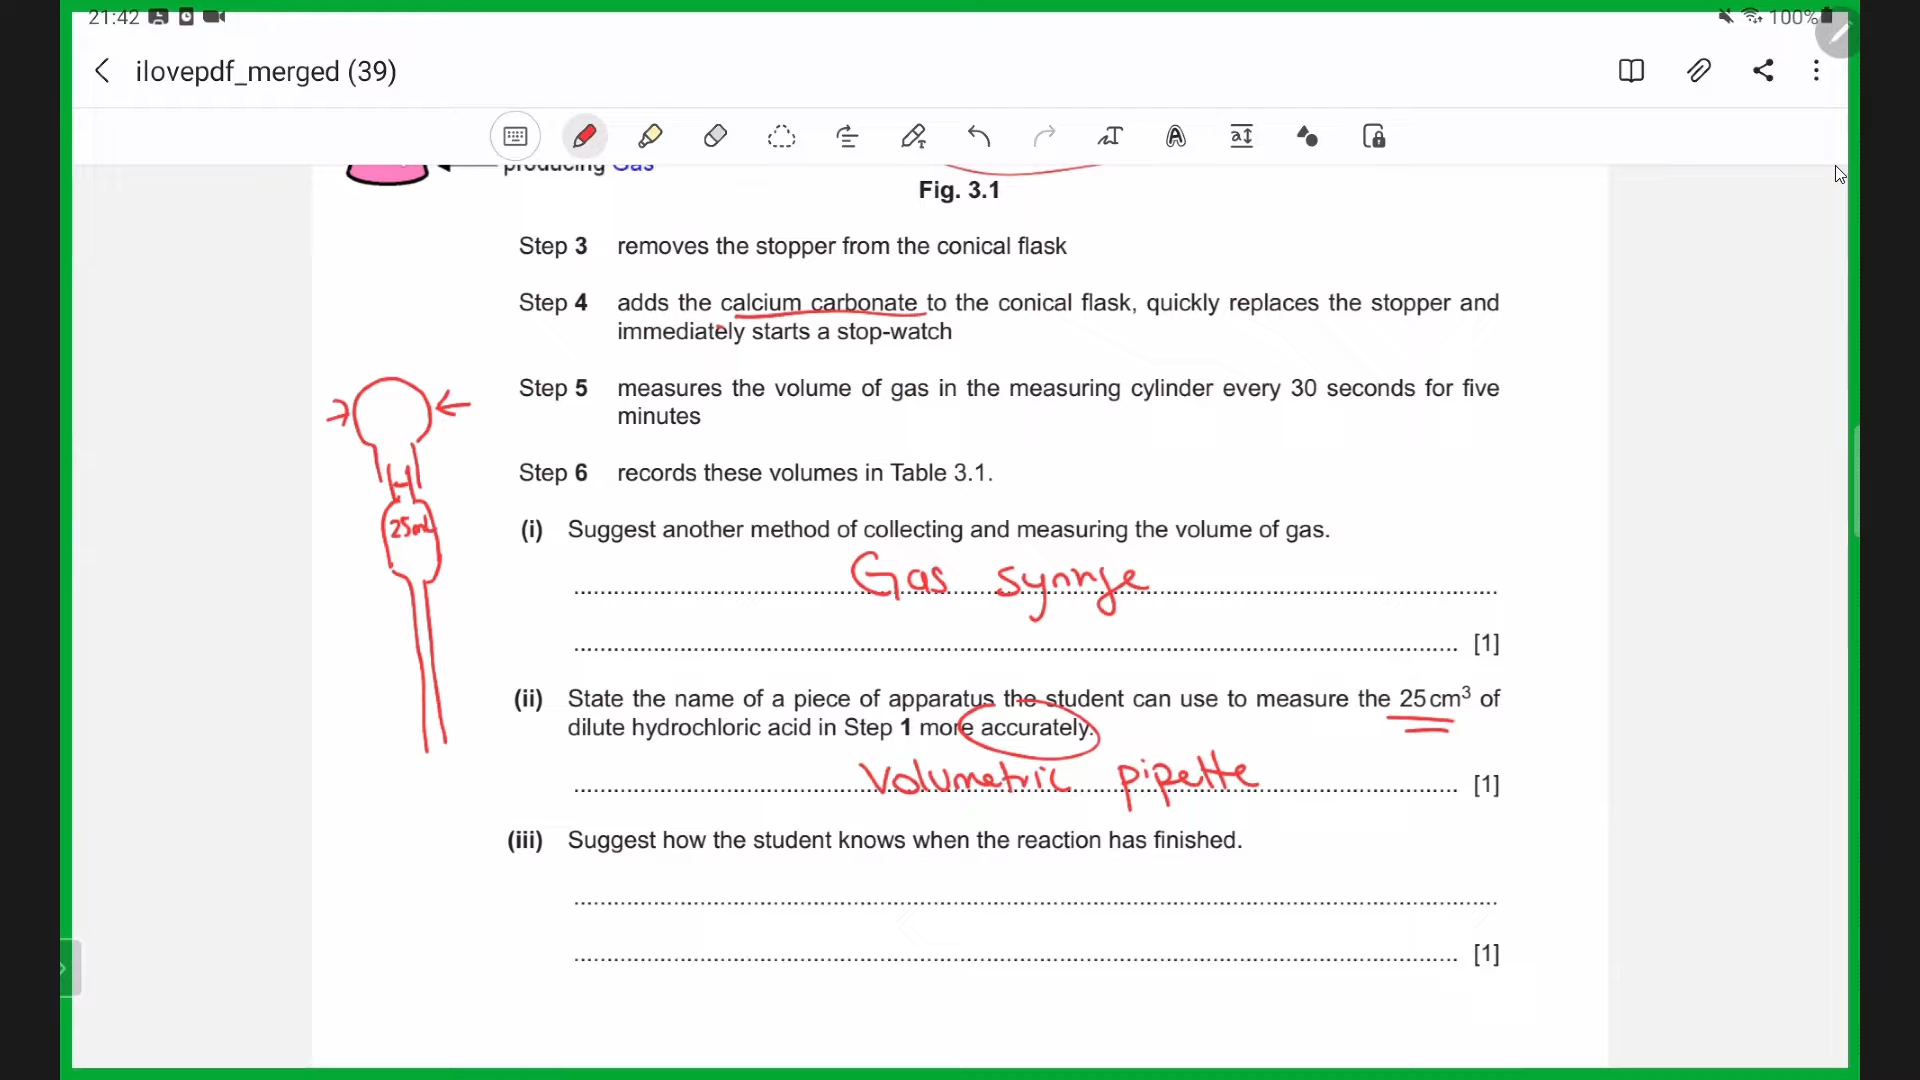 21:42
100%
ilovepdf_merged (39)
producing Gas
Fig. 3.1
Step 3 removes the stopper from the conical flask
Step 4 adds the calcium carbonate to the conical flask, quickly replaces the stopper and
immediately starts a stop-watch
Step 5 measures the volume of gas in the measuring cylinder every 30 seconds for five
minutes
Step 6 records these volumes in Table 3.1.
25mL
(i) Suggest another method of collecting and measuring the volume of gas.
Gas syringe
[1]
(ii) State the name of a piece of apparatus the student can use to measure the 25 cm³ of
dilute hydrochloric acid in Step 1 more accurately.
Volumetric pipette [1]
(iii) Suggest how the student knows when the reaction has finished.
[1]